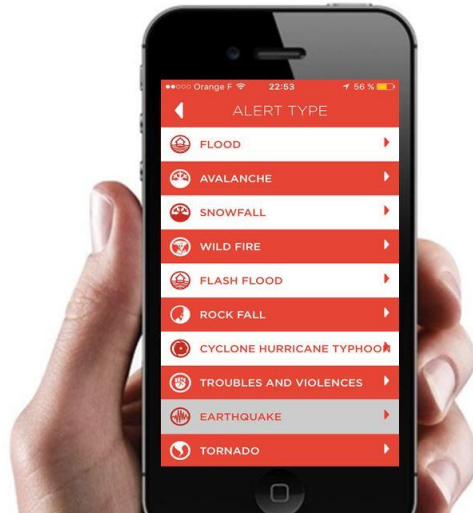 Orange F 22:53 56 %
ALERT TYPE
FLOOD
AVALANCHE
SNOWFALL
WILD FIRE
FLASH FLOOD
ROCK FALL
CYCLONE HURRICANE TYPHOON
TROUBLES AND VIOLENCES
EARTHQUAKE
TORNADO